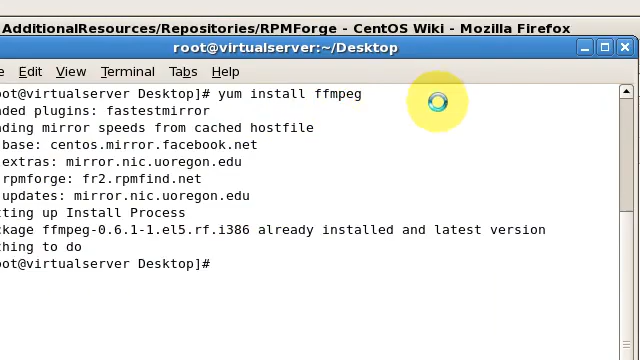 AdditionalResources/Repositories/RPMForge - CentOS Wiki - Mozilla Firefox
root@virtualserver:~/Desktop
e Edit View Terminal Tabs Help
oot@virtualserver Desktop]# yum install ffmpeg
aded plugins: fastestmirror
ading mirror speeds from cached hostfile
base: centos.mirror.facebook.net
extras: mirror.nic.uoregon.edu
rpmforge: fr2.rpmfind.net
updates: mirror.nic.uoregon.edu
tting up Install Process
ckage ffmpeg-0.6.1-1.el5.rf.i386 already installed and latest version
thing to do
oot@virtualserver Desktop]#